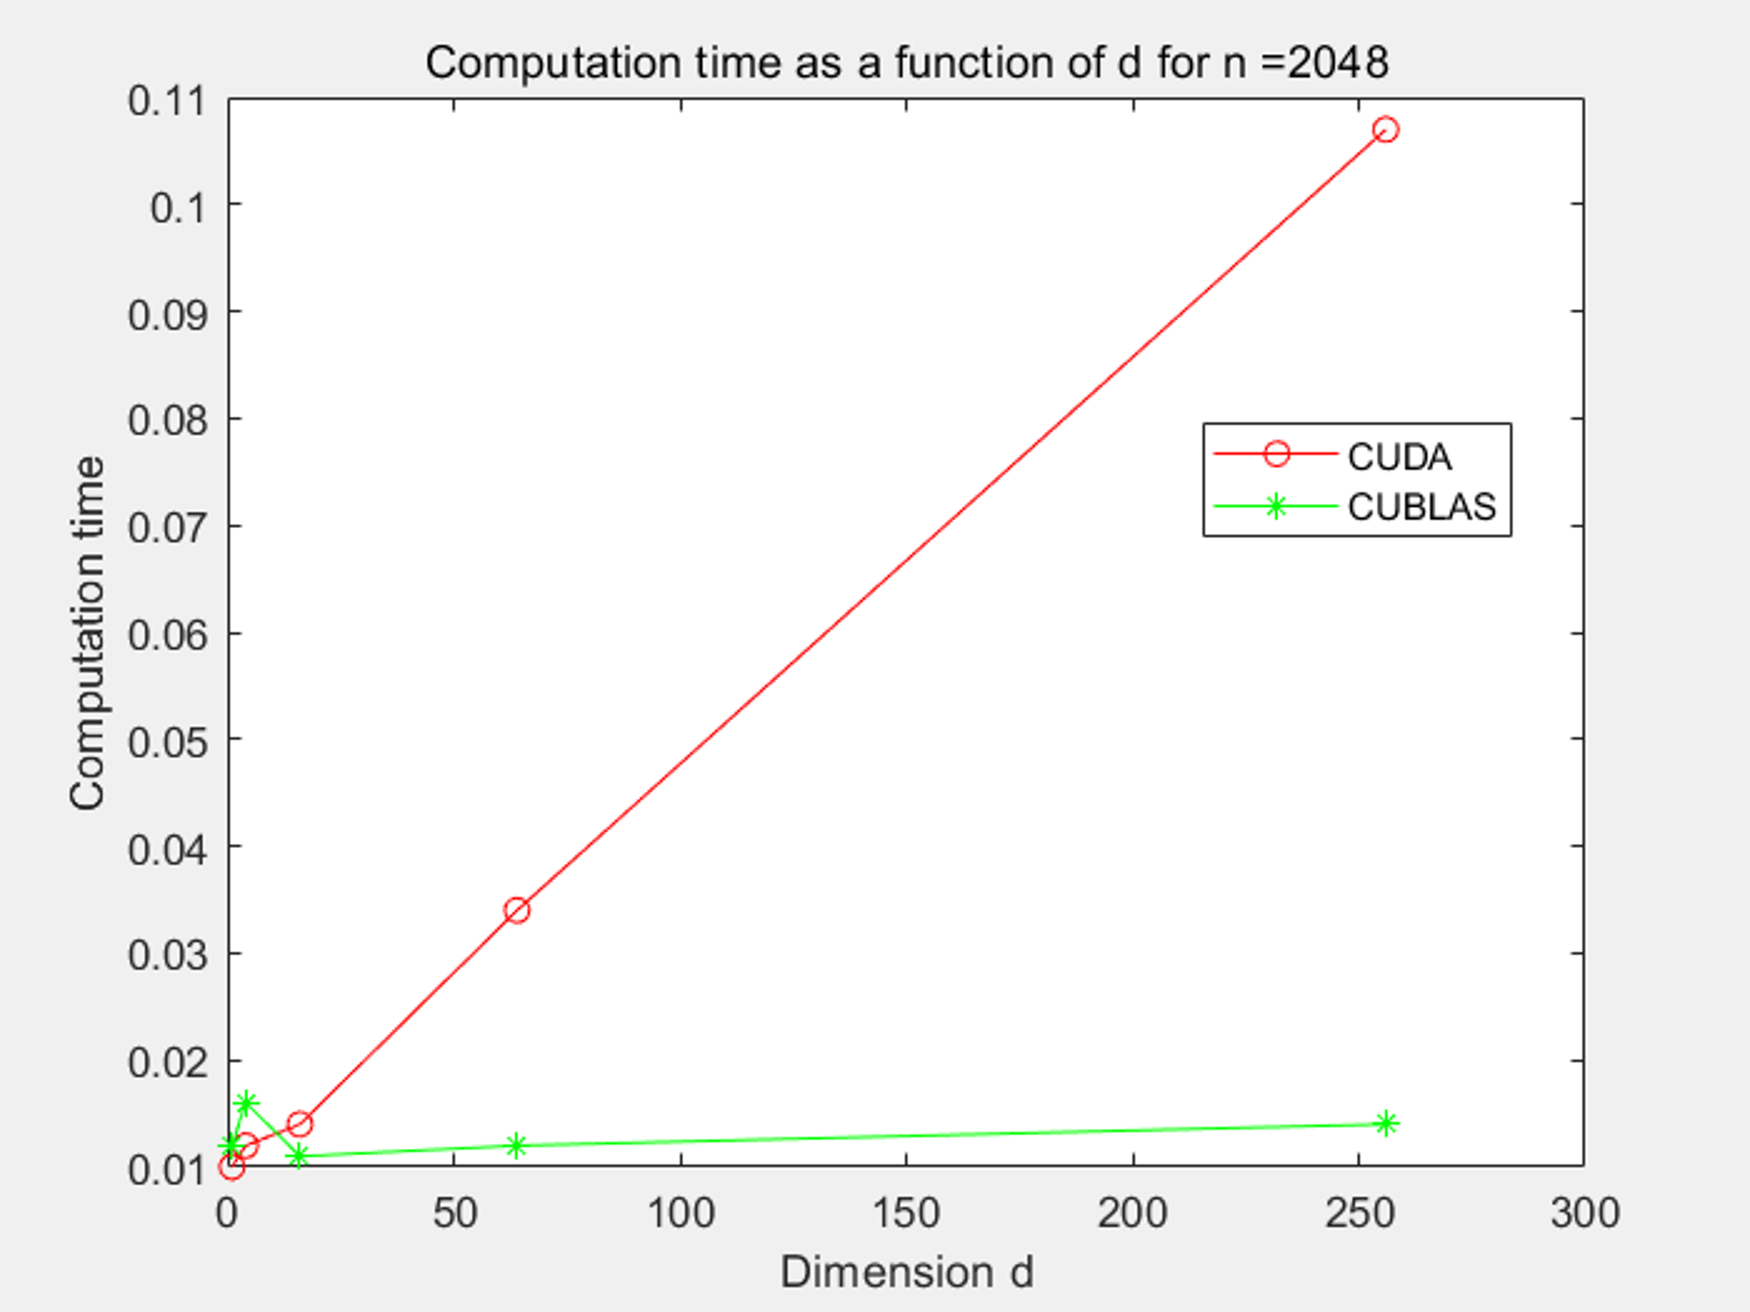 Computation time as a function of d for n =2048
0.11
0.1
0.09
0.08
0.07
0.06
0.05
0.04
0.03
0.02
0.01
Computation time
CUDA
CUBLAS
0 50 100 150 200 250 300
Dimension d